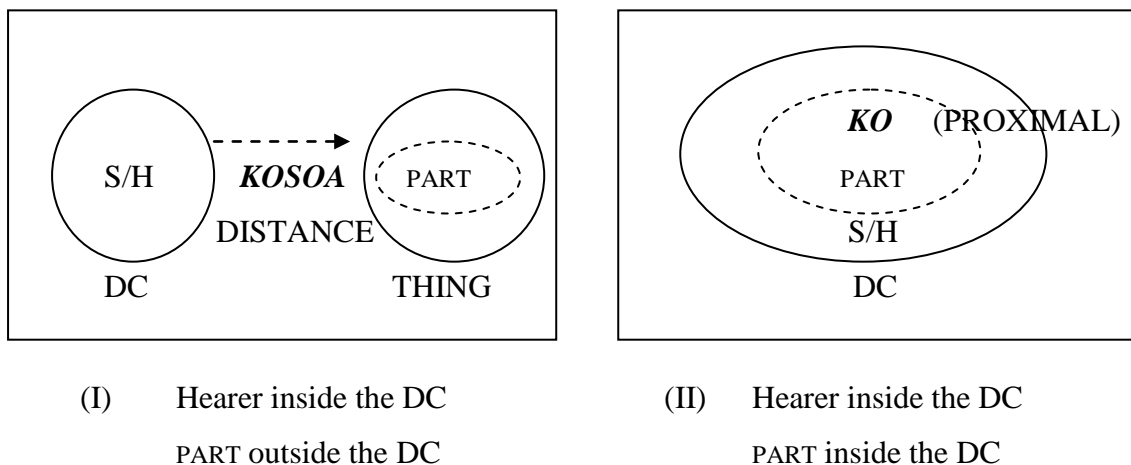 S/H
KOSOA
PART
DISTANCE
DC
THING
KO (PROXIMAL)
PART
S/H
DC
(I) Hearer inside the DC
PART outside the DC
(II) Hearer inside the DC
PART inside the DC